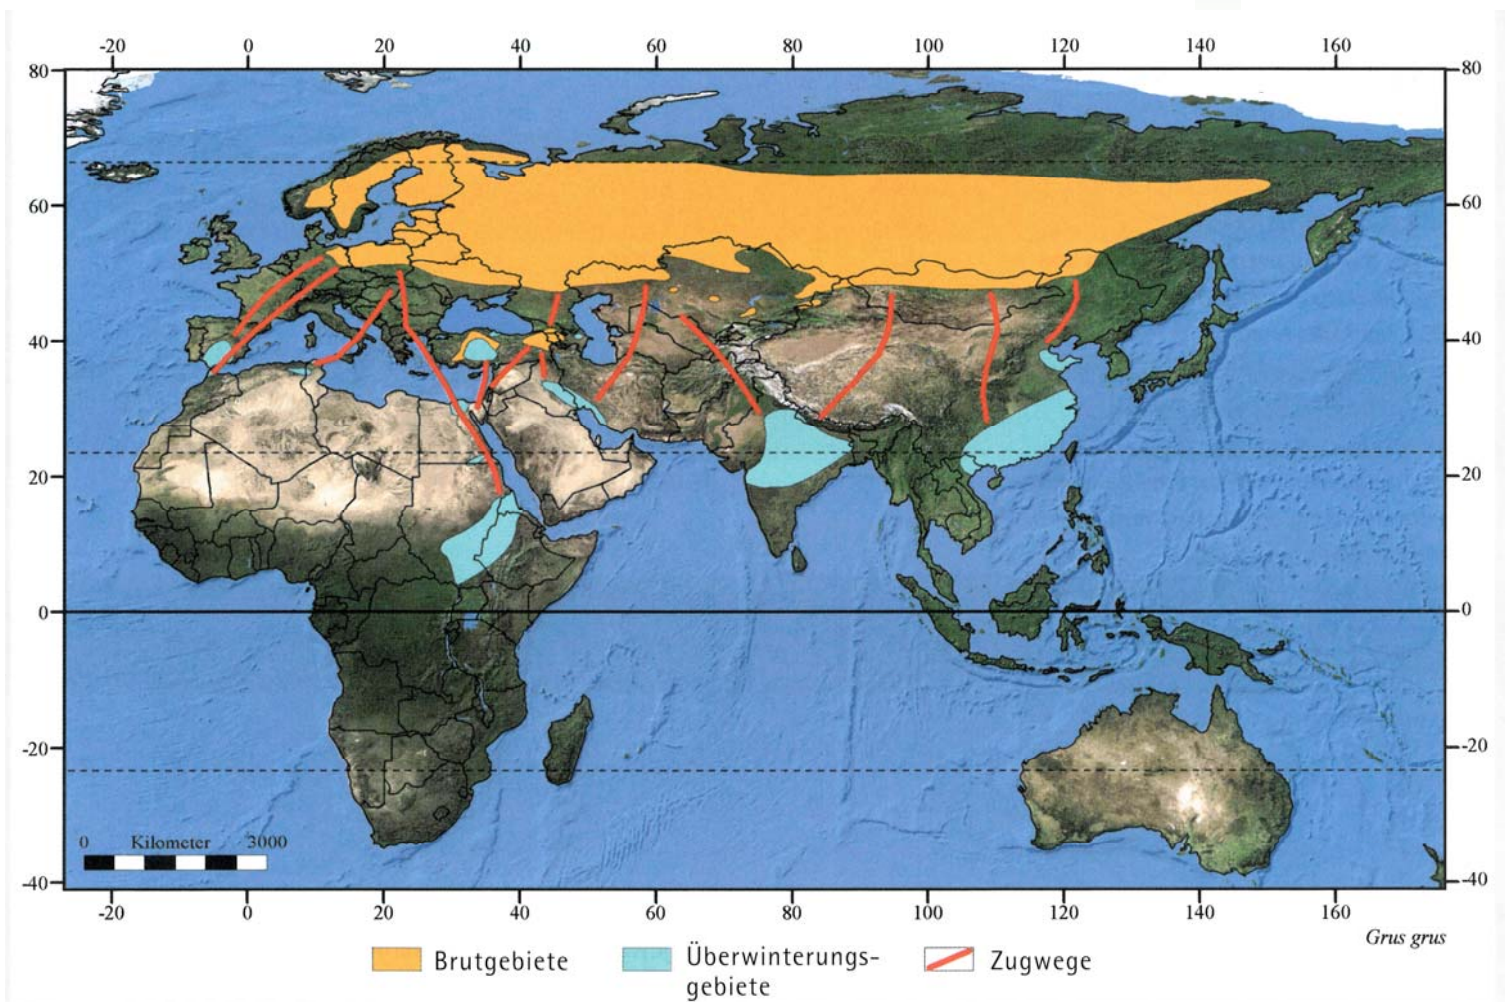 -20 0 20 40 60 80 100 120 140 160
80 80
60 60
40 40
20 20
0 0
-20 -20
-40 -40
0 Kilometer 3000
-20 0 20 40 60 80 100 120 140 160
Grus grus
Brutgebiete
Überwinterungs-
gebiete
Zugwege